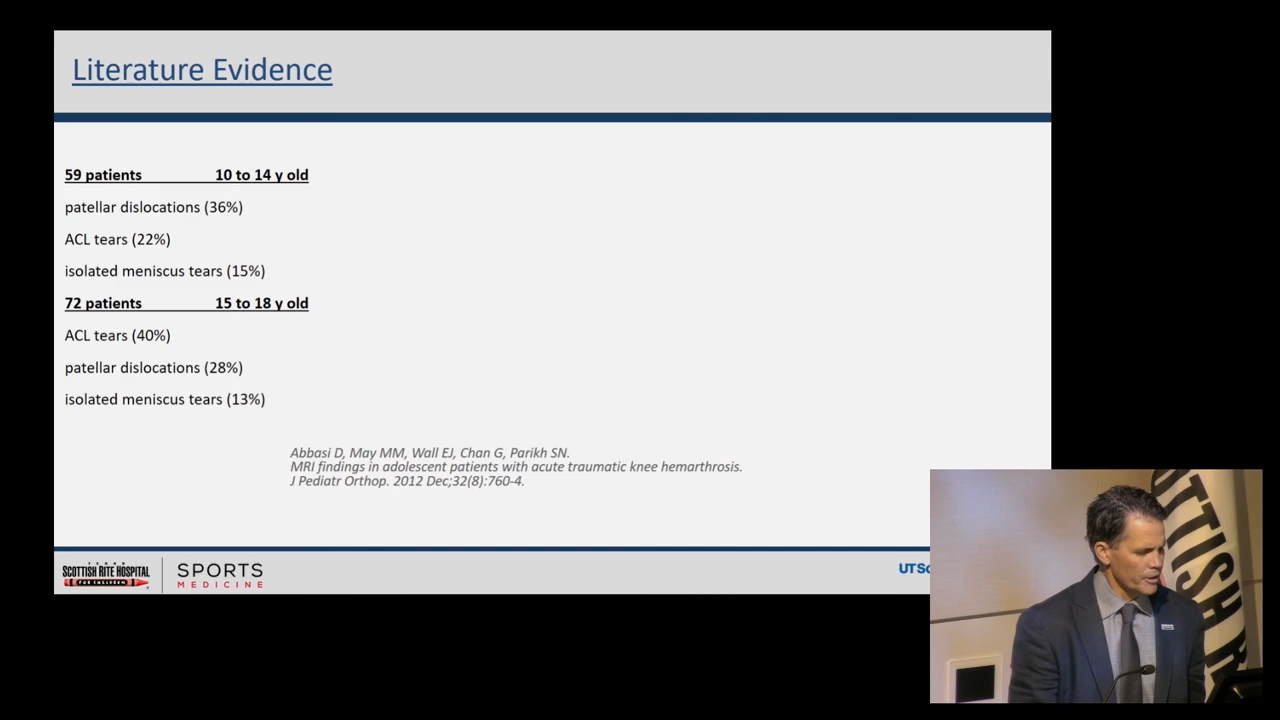 Literature Evidence
59 patients 10 to 14 y old
patellar dislocations (36%)
ACL tears (22%)
isolated meniscus tears (15%)
72 patients 15 to 18 y old
ACL tears (40%)
patellar dislocations (28%)
isolated meniscus tears (13%)
Abbasi D, May MM, Wall EJ, Chan G, Parikh SN.
MRI findings in adolescent patients with acute traumatic knee hemarthrosis.
J Pediatr Orthop. 2012 Dec;32(8):760-4.
TEXAS
SCOTTISH RITE HOSPITAL
FOR CHILDREN
SPORTS
MEDICINE